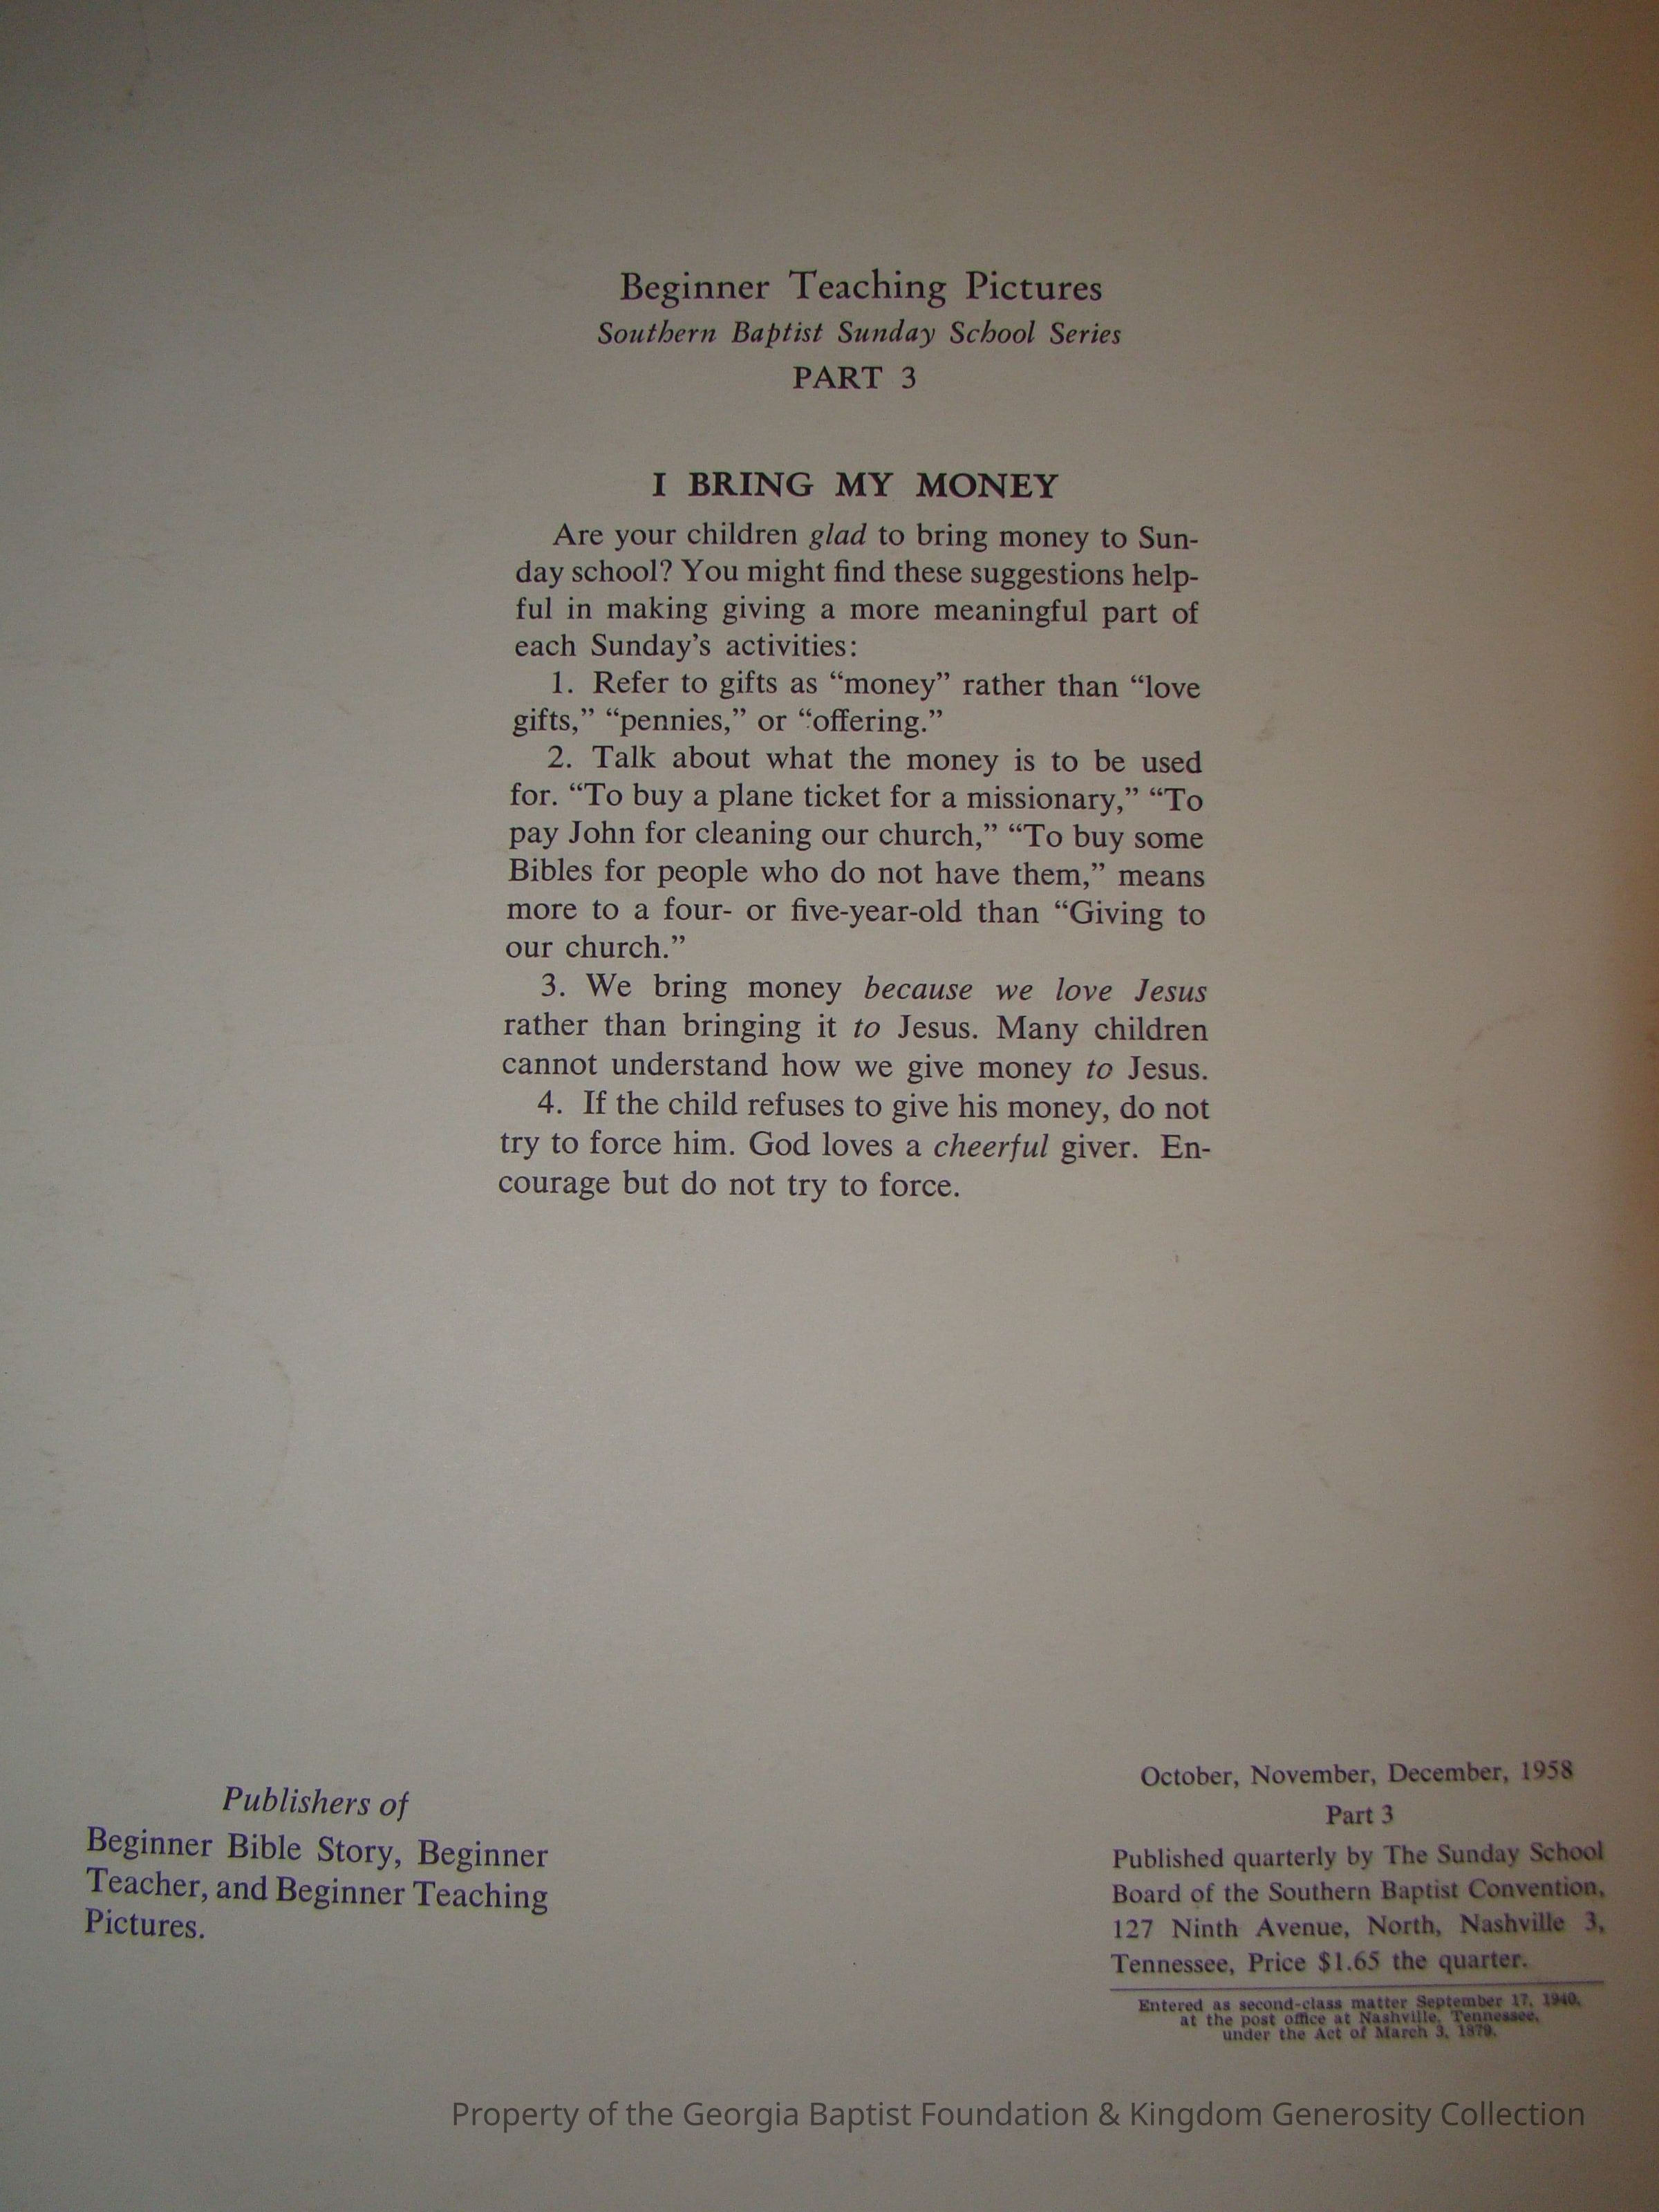 Beginner Teaching Pictures
Southern Baptist Sunday School Series
PART 3
I BRING MY MONEY
Are your children glad to bring money to Sun-
day school? You might find these suggestions help-
ful in making giving a more meaningful part of
each Sunday's activities:
1. Refer to gifts as “money” rather than “love
gifts,” “pennies,” or “offering.”
2. Talk about what the money is to be used
for. “To buy a plane ticket for a missionary,” “To
pay John for cleaning our church,” “To buy some
Bibles for people who do not have them,” means
more to a four- or five-year-old than “Giving to
our church.”
3. We bring money because we love Jesus
rather than bringing it to Jesus. Many children
cannot understand how we give money to Jesus.
4. If the child refuses to give his money, do not
try to force him. God loves a cheerful giver. En-
courage but do not try to force.
Publishers of
Beginner Bible Story, Beginner
Teacher, and Beginner Teaching
Pictures.
October, November, December, 1958
Part 3
Published quarterly by The Sunday School
Board of the Southern Baptist Convention,
127 Ninth Avenue, North, Nashville 3,
Tennessee, Price $1.65 the quarter.
Entered as second-class matter September 17, 1940,
at the post office at Nashville, Tennessee,
under the Act of March 3, 1879.
Property of the Georgia Baptist Foundation & Kingdom Generosity Collection